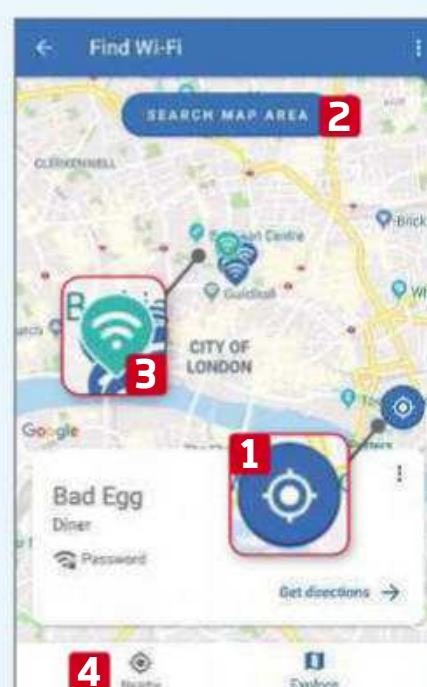 Find Wi-Fi
SEARCH MAP AREA 2
CLERKENWELL
Centre
Brick
Guildhall
3
CITY OF
LONDON
Google
1
Bad Egg
Diner
Password
Get directions
4
Nearby
Explore